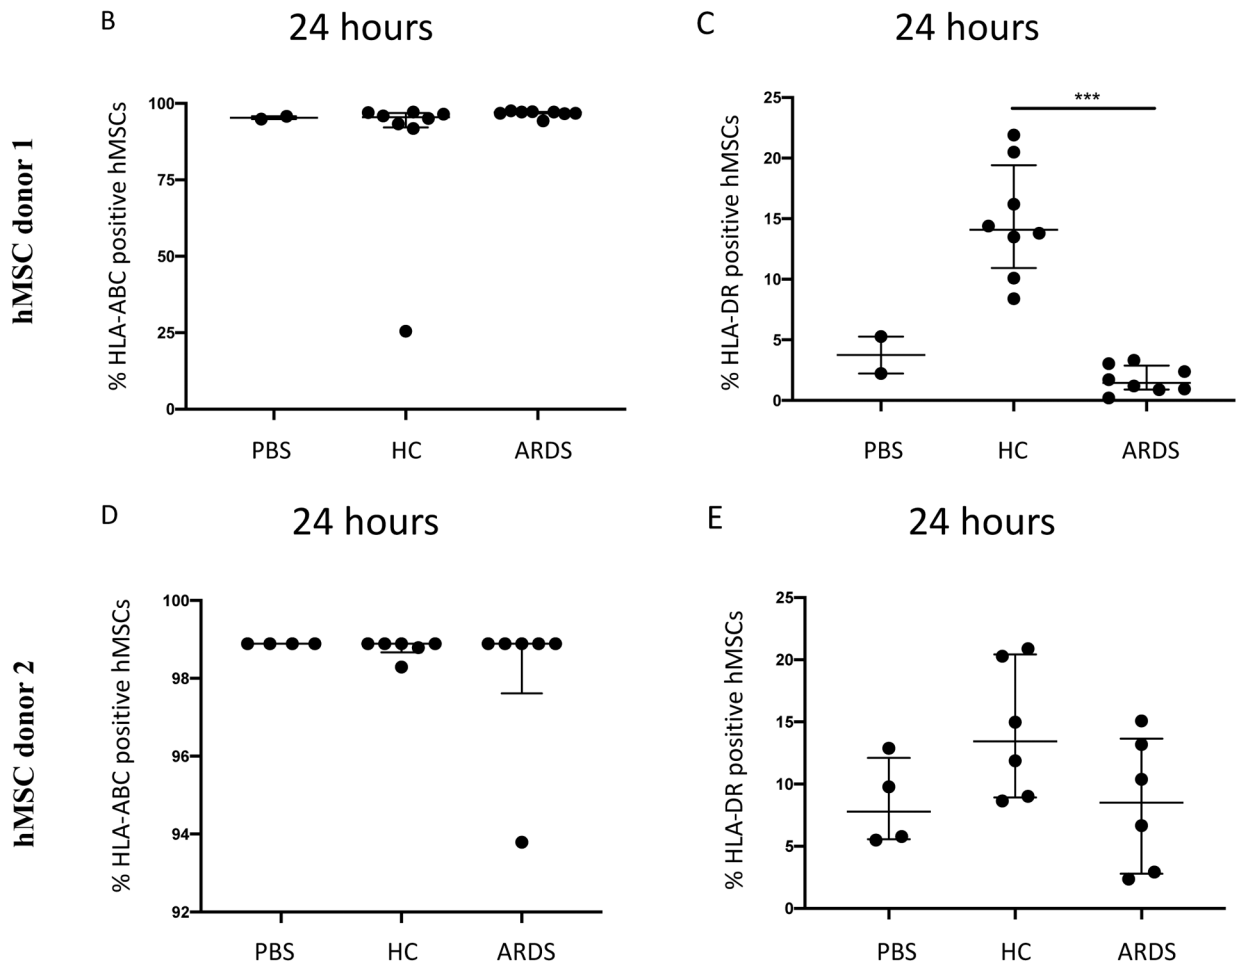 B
24 hours
C
24 hours
hMSC donor 1
% HLA-ABC positive hMSCs
100
75
50
25
0
PBS
HC
ARDS
% HLA-DR positive hMSCs
25
20
15
10
5
0
***
PBS
HC
ARDS
D
24 hours
E
24 hours
hMSC donor 2
% HLA-ABC positive hMSCs
100
98
96
94
92
PBS
HC
ARDS
% HLA-DR positive hMSCs
25
20
15
10
5
0
PBS
HC
ARDS